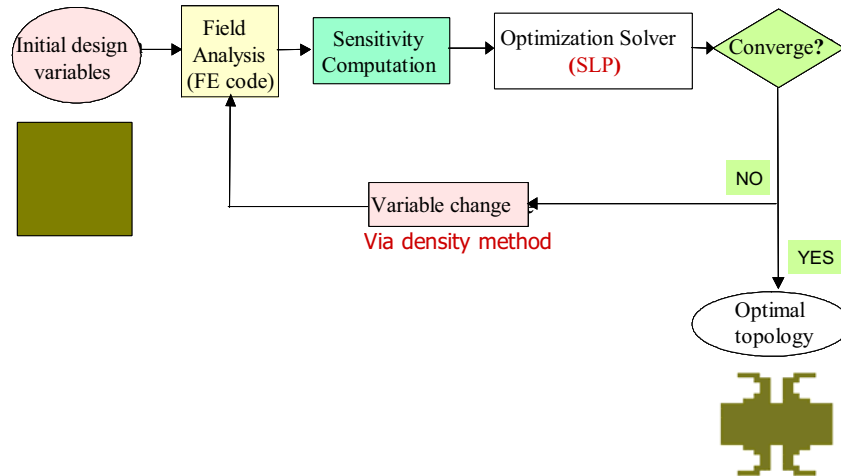 Initial design
variables
Field
Analysis
(FE code)
Sensitivity
Computation
Optimization Solver
(SLP)
Converge?
NO
Variable change
Via density method
YES
Optimal
topology